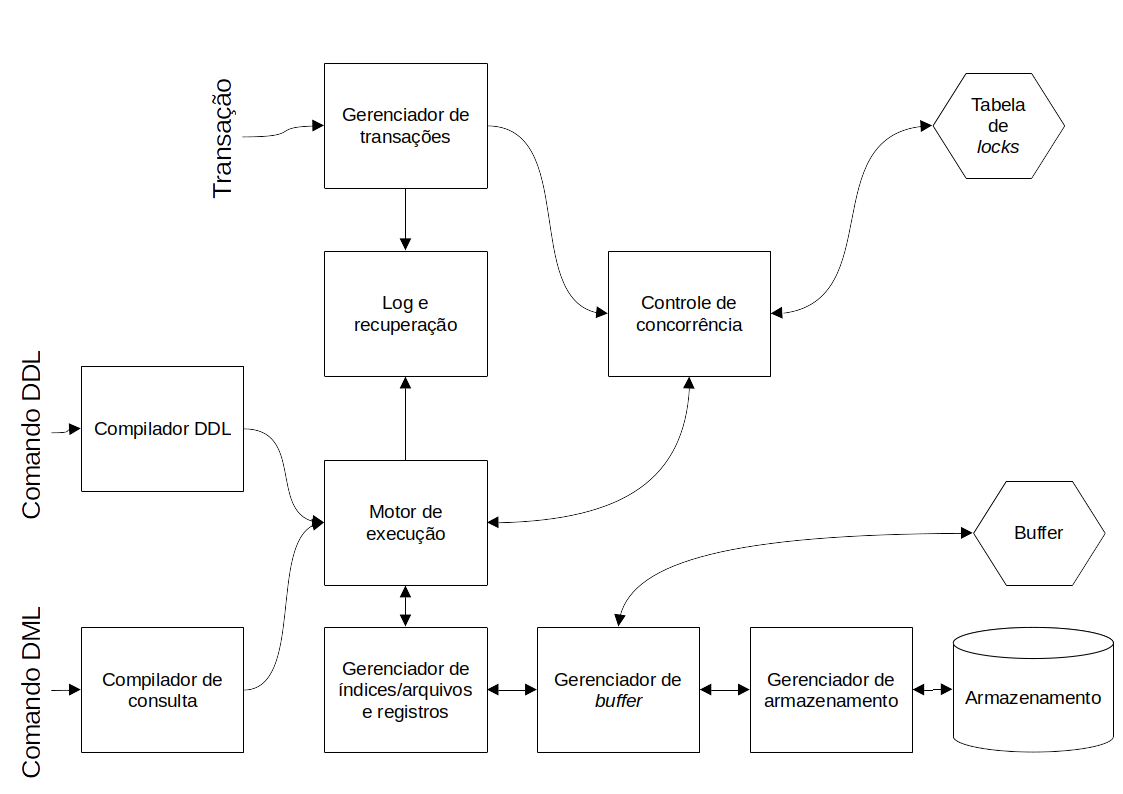 Transação
Gerenciador de
transações
Tabela
de
locks
Log e
recuperação
Controle de
concorrência
Comando DDL
Compilador DDL
Motor de
execução
Buffer
Comando DML
Compilador de
consulta
Gerenciador de
índices/arquivos
e registros
Gerenciador de
buffer
Gerenciador de
armazenamento
Armazenamento